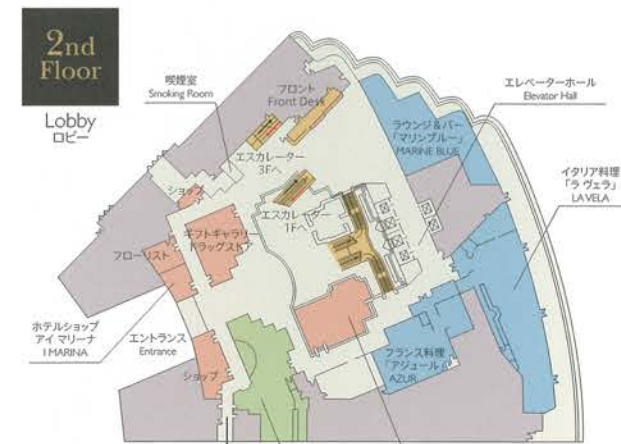 2nd
Floor
Lobby
ロビー
喫煙室
Smoking Room
フロント
Front Desk
エレベーターホール
Elevator Hall
ラウンジ&バー
「マリンブルー」
MARINE BLUE
エスカレーター
3Fへ
イタリア料理
「ラ ヴェラ」
LA VELA
ショップ
エスカレーター
1Fへ
ギフトギャラリー
ドラッグストア
フローリスト
ホテルショップ
アイ マリーナ
I MARINA
エントランス
Entrance
ショップ
フランス料理
「アジュール」
AZUR